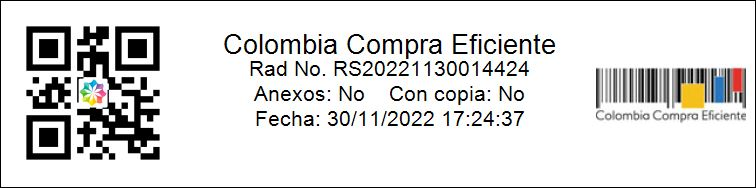 Colombia Compra Eficiente
Rad No. RS20221130014424
Anexos: No Con copia: No
Fecha: 30/11/2022 17:24:37
Colombia Compra Eficiente